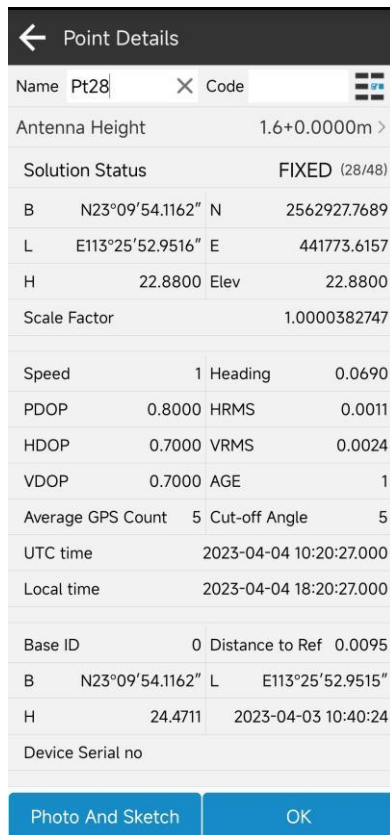 Point Details
Name Pt28 Code
Antenna Height 1.6+0.0000m >
Solution Status FIXED (28/48)
B N23°09′54.1162″ N 2562927.7689
L E113°25′52.9516″ E 441773.6157
H 22.8800 Elev 22.8800
Scale Factor 1.0000382747
Speed 1 Heading 0.0690
PDOP 0.8000 HRMS 0.0011
HDOP 0.7000 VRMS 0.0024
VDOP 0.7000 AGE 1
Average GPS Count 5 Cut-off Angle 5
UTC time 2023-04-04 10:20:27.000
Local time 2023-04-04 18:20:27.000
Base ID 0 Distance to Ref 0.0095
B N23°09′54.1162″ L E113°25′52.9515″
H 24.4711 2023-04-03 10:40:24
Device Serial no
Photo And Sketch OK